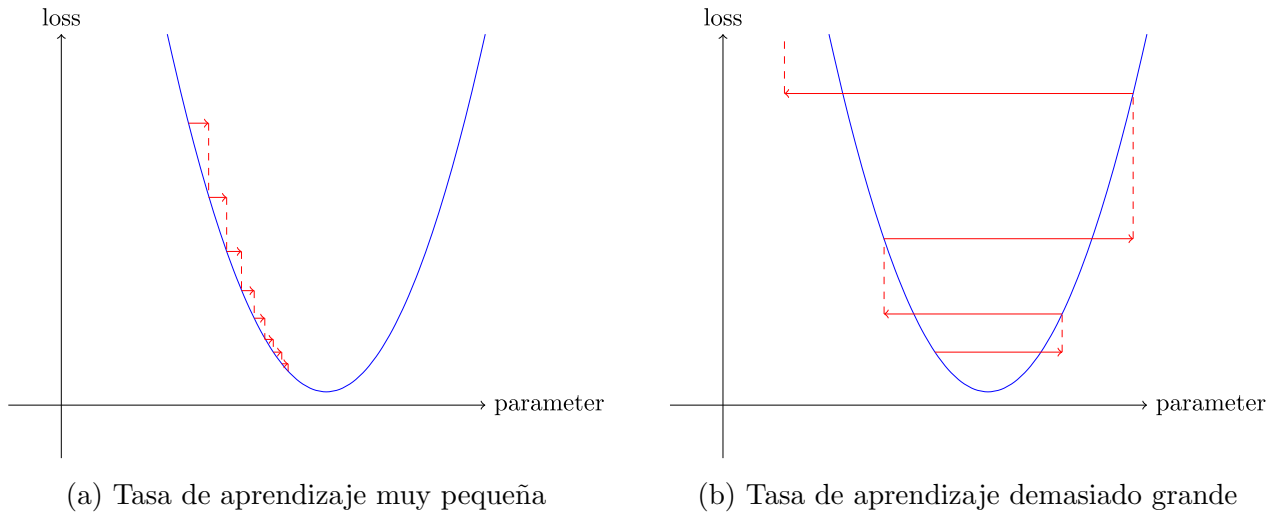 loss
parameter
(a) Tasa de aprendizaje muy pequeña
loss
parameter
(b) Tasa de aprendizaje demasiado grande